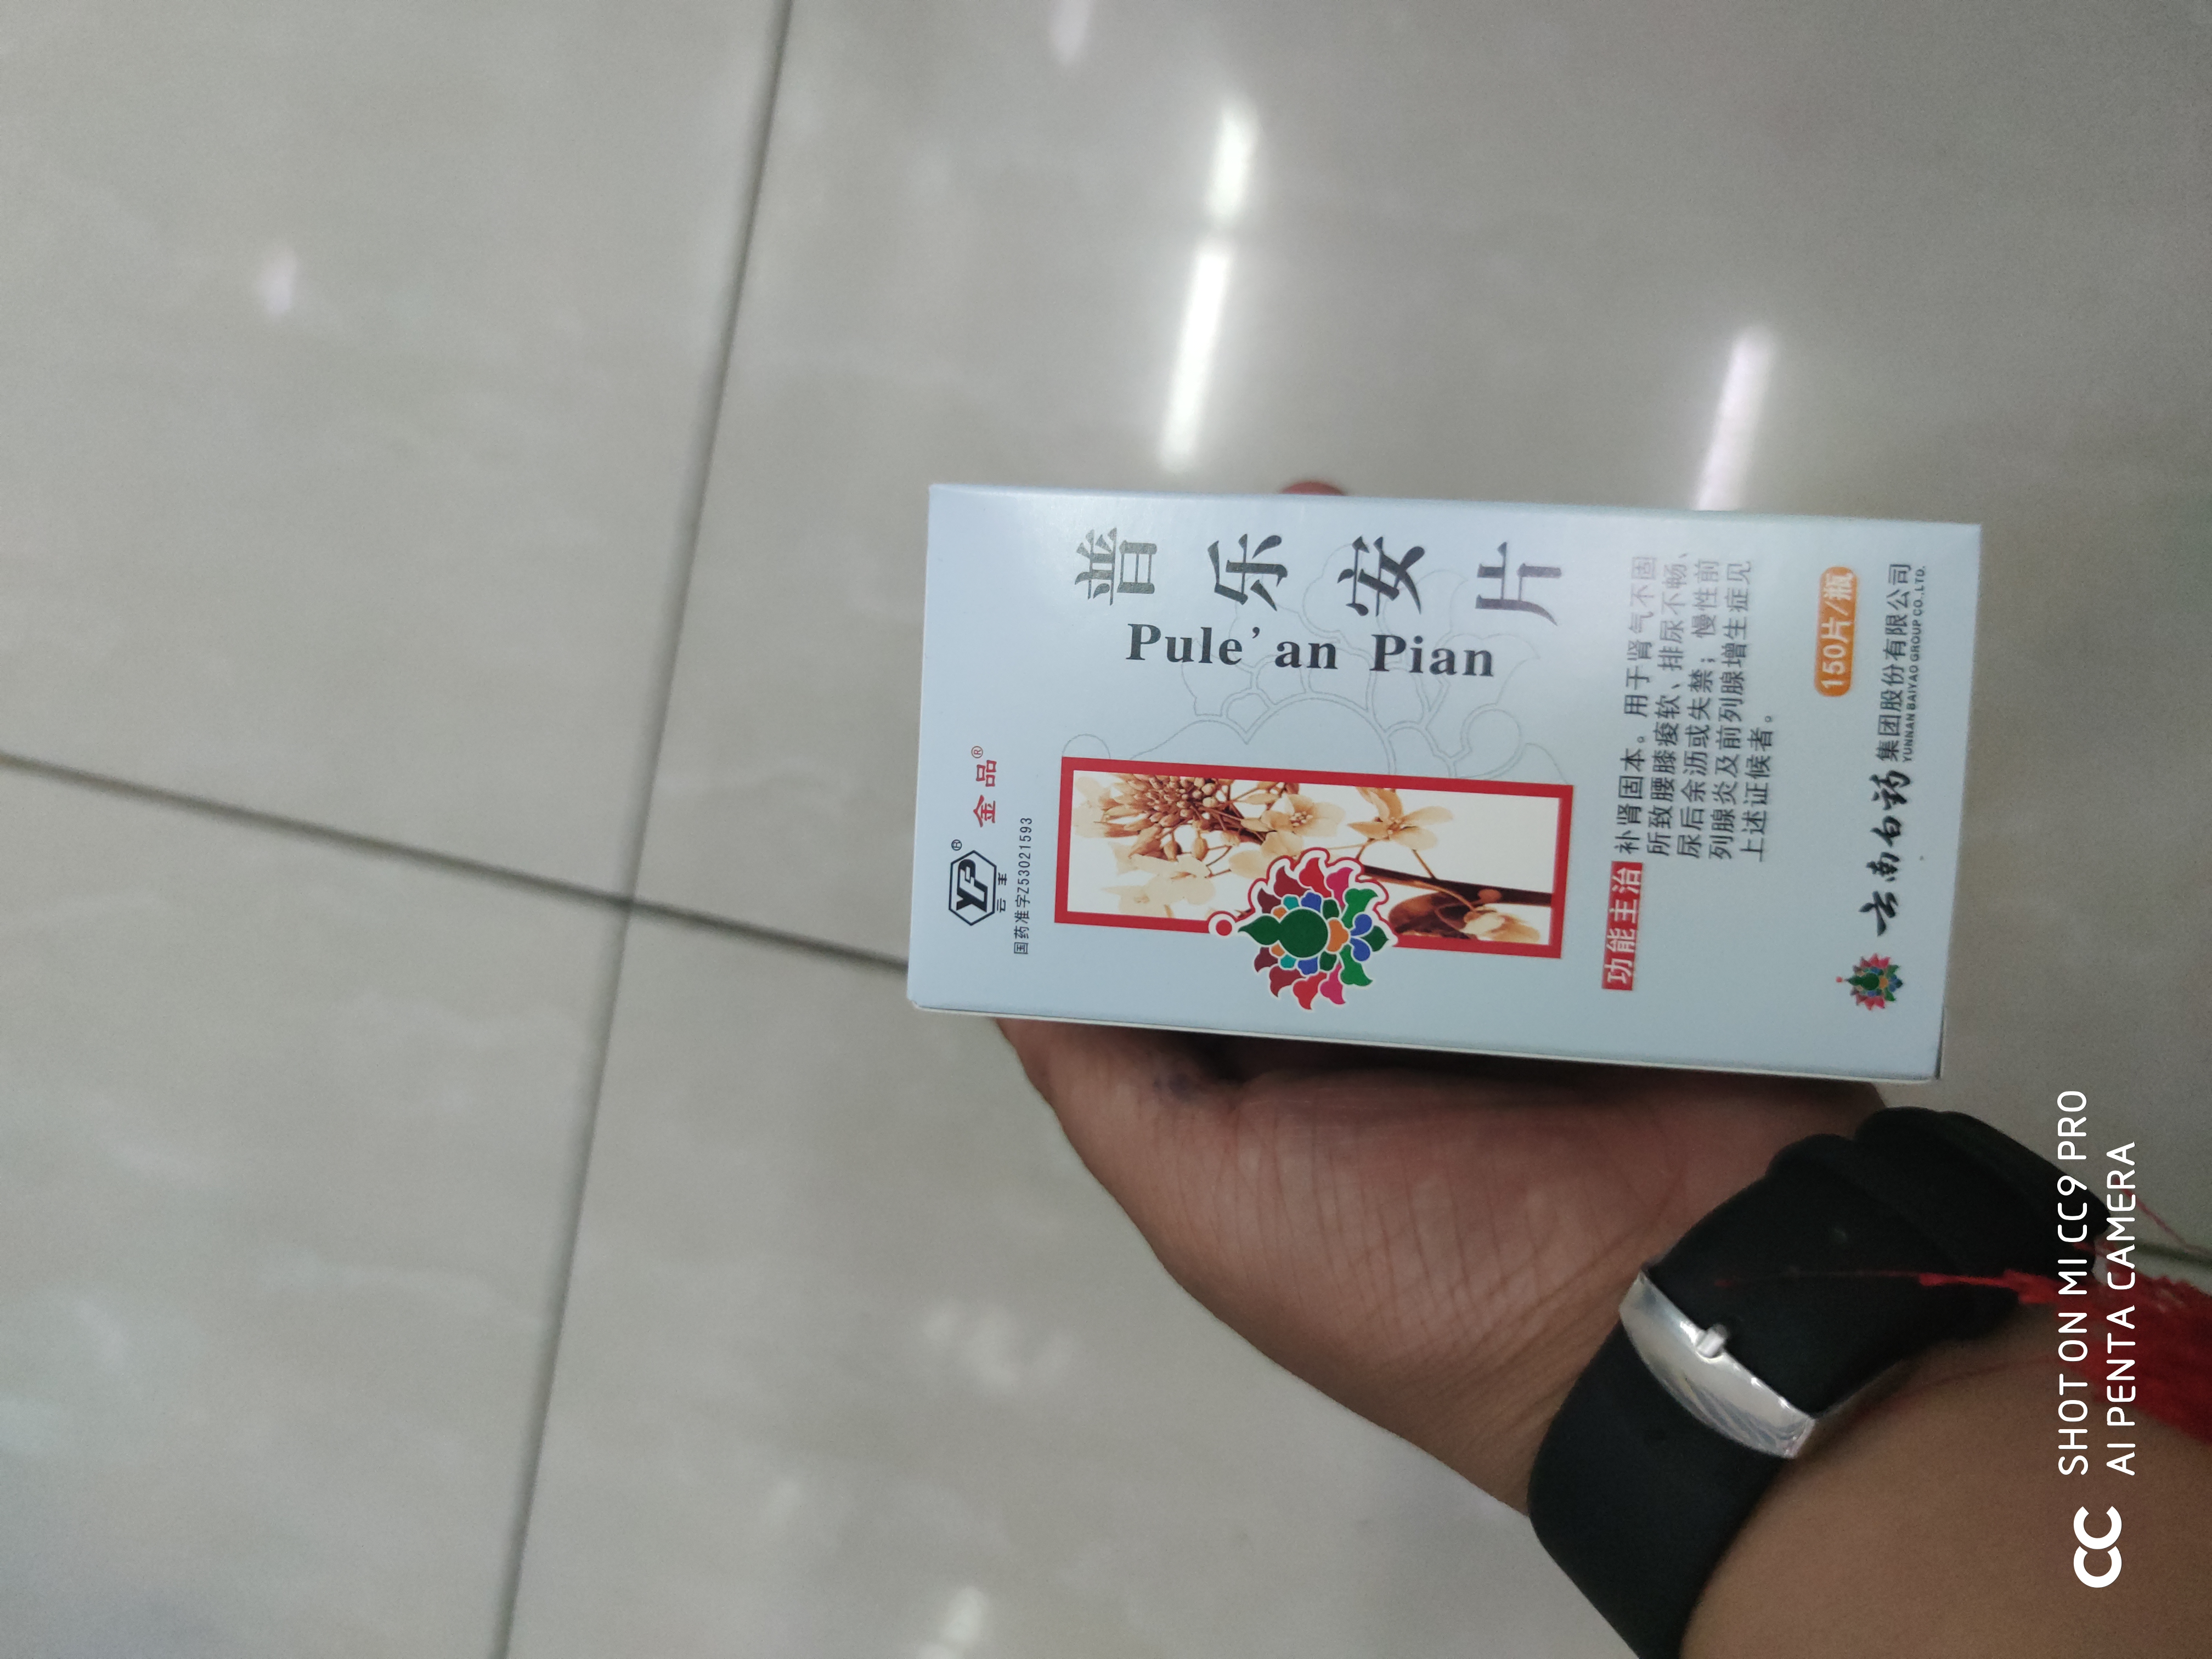 YP®
云丰
金品®
国药准字Z53021593
普乐安片
Pule'an Pian
功能主治
补肾固本。用于肾气不固
所致腰膝痠软、排尿不畅、
尿后余沥或失禁；慢性前
列腺炎及前列腺增生症见
上述证候者。
150片/瓶
云南白药集团股份有限公司
YUNNAN BAIYAO GROUP CO.,LTD.
SHOT ON MI CC9 PRO
AI PENTA CAMERA